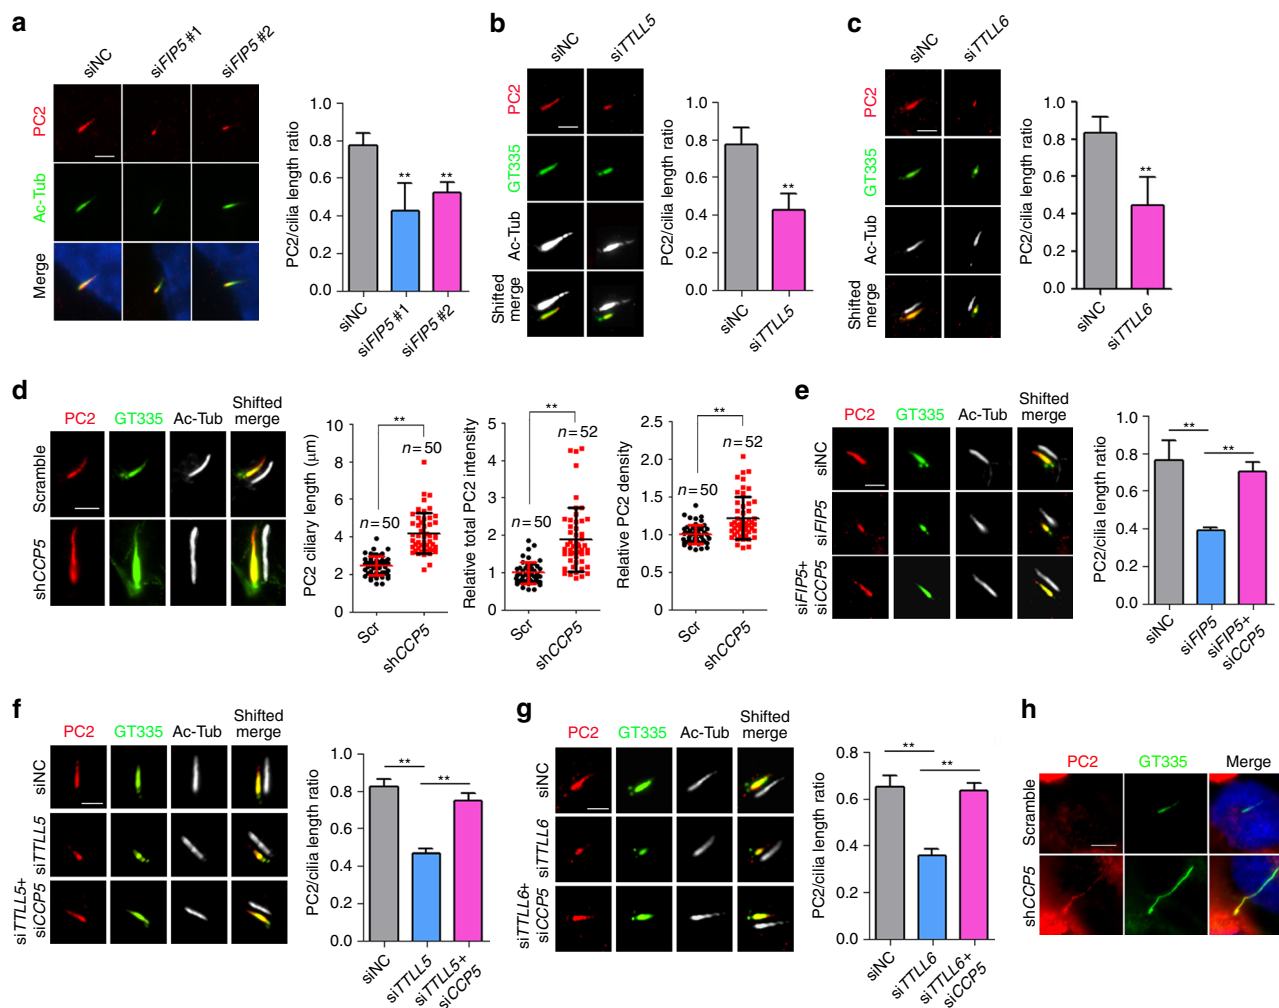 a
siNC
siFIP5 #1
siFIP5 #2
PC2
Ac-Tub
Merge
PC2/cilia length ratio
1.0
0.8
0.6
0.4
0.2
0.0
**
**
siNC
siFIP5 #1
siFIP5 #2
b
siNC
siTTLL5
PC2
GT335
Ac-Tub
Shifted
merge
PC2/cilia length ratio
1.0
0.8
0.6
0.4
0.2
0.0
**
siNC
siTTLL5
c
siNC
siTTLL6
PC2
GT335
Ac-Tub
Shifted
merge
PC2/cilia length ratio
1.0
0.8
0.6
0.4
0.2
0.0
**
siNC
siTTLL6
d
PC2
GT335
Ac-Tub
Shifted
merge
Scramble
shCCP5
PC2 ciliary length (µm)
10
8
6
4
2
0
**
n=50
n=50
Scr
shCCP5
Relative total PC2 intensity
5
4
3
2
1
0
**
n=52
n=50
Scr
shCCP5
Relative PC2 density
2.5
2.0
1.5
1.0
0.5
0.0
**
n=52
n=50
Scr
shCCP5
e
PC2
GT335
Ac-Tub
Shifted
merge
siNC
siFIP5
siFIP5+
siCCP5
PC2/cilia length ratio
1.0
0.8
0.6
0.4
0.2
0.0
**
**
siNC
siFIP5
siFIP5+
siCCP5
f
PC2
GT335
Ac-Tub
Shifted
merge
siNC
siTTLL5
siTTLL5+
siCCP5
PC2/cilia length ratio
1.0
0.8
0.6
0.4
0.2
0.0
**
**
siNC
siTTLL5
siTTLL5+
siCCP5
g
PC2
GT335
Ac-Tub
Shifted
merge
siNC
siTTLL6
siTTLL6+
siCCP5
PC2/cilia length ratio
0.8
0.6
0.4
0.2
0.0
**
**
siNC
siTTLL6
siTTLL6+
siCCP5
h
PC2
GT335
Merge
Scramble
shCCP5